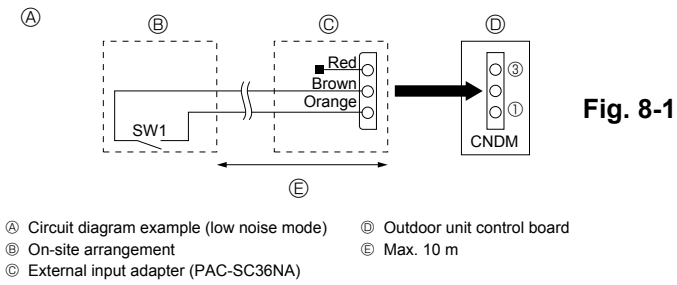 Ⓐ
Ⓑ
Ⓒ
Ⓓ
Red
Brown
Orange
SW1
③
①
CNDM
Fig. 8-1
Ⓔ
Ⓐ Circuit diagram example (low noise mode)
Ⓑ On-site arrangement
Ⓒ External input adapter (PAC-SC36NA)
Ⓓ Outdoor unit control board
Ⓔ Max. 10 m